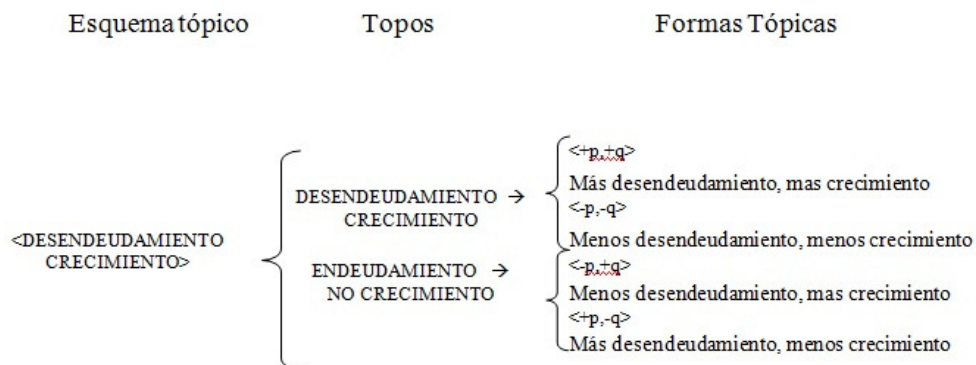 Esquema tópico Topos Formas Tópicas
<DESENDEUDAMIENTO
CRECIMIENTO>
DESENDEUDAMIENTO →
CRECIMIENTO
ENDEUDAMIENTO →
NO CRECIMIENTO
<+p,+q>
Más desendeudamiento, mas crecimiento
<-p,-q>
Menos desendeudamiento, menos crecimiento
<-p,+q>
Menos desendeudamiento, mas crecimiento
<+p,-q>
Más desendeudamiento, menos crecimiento